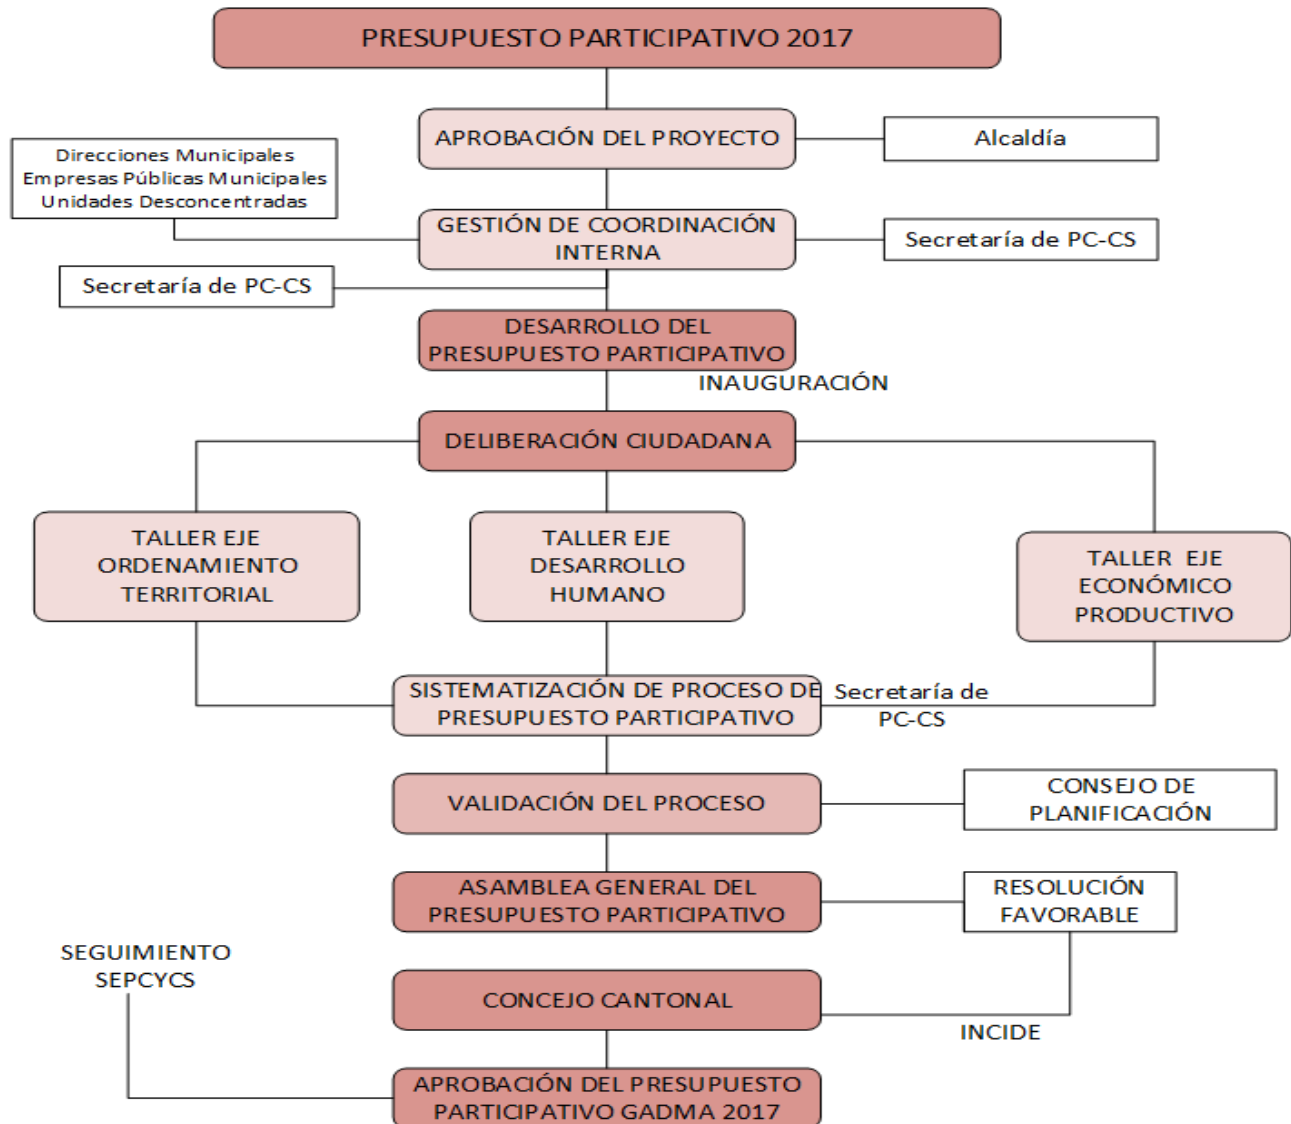 PRESUPUESTO PARTICIPATIVO 2017
APROBACIÓN DEL PROYECTO
Alcaldía
Direcciones Municipales
Empresas Públicas Municipales
Unidades Desconcentradas
GESTIÓN DE COORDINACIÓN
INTERNA
Secretaría de PC-CS
Secretaría de PC-CS
DESARROLLO DEL
PRESUPUESTO PARTICIPATIVO
INAUGURACIÓN
DELIBERACIÓN CIUDADANA
TALLER EJE
ORDENAMIENTO
TERRITORIAL
TALLER EJE
DESARROLLO
HUMANO
TALLER EJE
ECONÓMICO
PRODUCTIVO
SISTEMATIZACIÓN DE PROCESO DE
PRESUPUESTO PARTICIPATIVO
Secretaría de
PC-CS
VALIDACIÓN DEL PROCESO
CONSEJO DE
PLANIFICACIÓN
ASAMBLEA GENERAL DEL
PRESUPUESTO PARTICIPATIVO
RESOLUCIÓN
FAVORABLE
SEGUIMIENTO
SEPCYCS
CONCEJO CANTONAL
INCIDE
APROBACIÓN DEL PRESUPUESTO
PARTICIPATIVO GADMA 2017